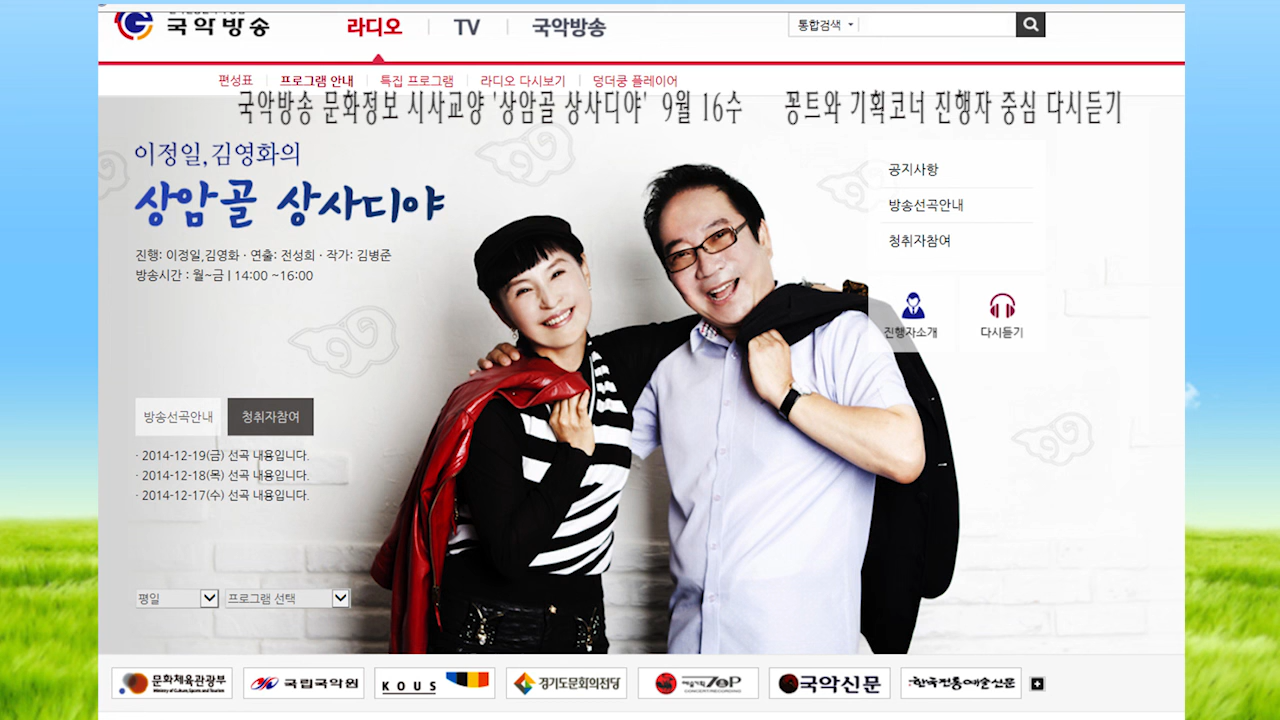 국악방송
라디오
TV
국악방송
통합검색
편성표
프로그램 안내
특집 프로그램
라디오 다시보기
덩더쿵 플레이어
국악방송 문화정보 시사교양 '상암골 상사디야' 9월 16수 꽁트와 기획코너 진행자 중심 다시듣기
이정일,김영화의
상암골 상사디야
진행: 이정일,김영화 · 연출: 전성희 · 작가: 김병준
방송시간 : 월~금 | 14:00 ~16:00
공지사항
방송선곡안내
청취자참여
진행자소개
다시듣기
방송선곡안내
청취자참여
· 2014-12-19(금) 선곡 내용입니다.
· 2014-12-18(목) 선곡 내용입니다.
· 2014-12-17(수) 선곡 내용입니다.
평일
프로그램 선택
문화체육관광부
Ministry of Culture, Sports and Tourism
국립국악원
KOUS
경기도문화의전당
국악신문
한국전통예술신문